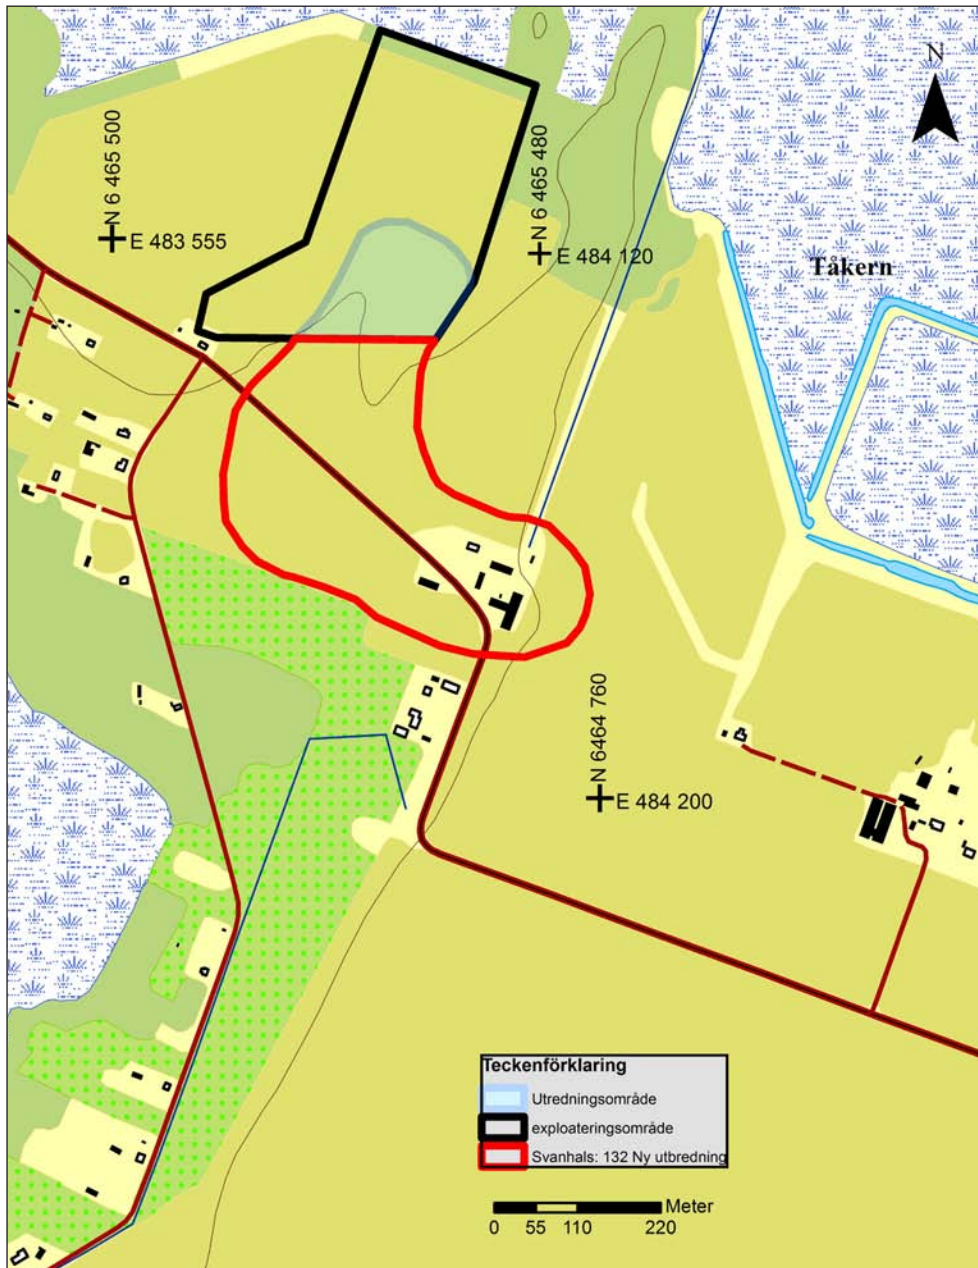 N
N 6 465 500
E 483 555
N 6 465 480
E 484 120
Tåkern
N 6464 760
E 484 200
Teckenförklaring
Utredningsområde
exploateringsområde
Svanhals: 132 Ny utbredning
Meter
0 55 110 220